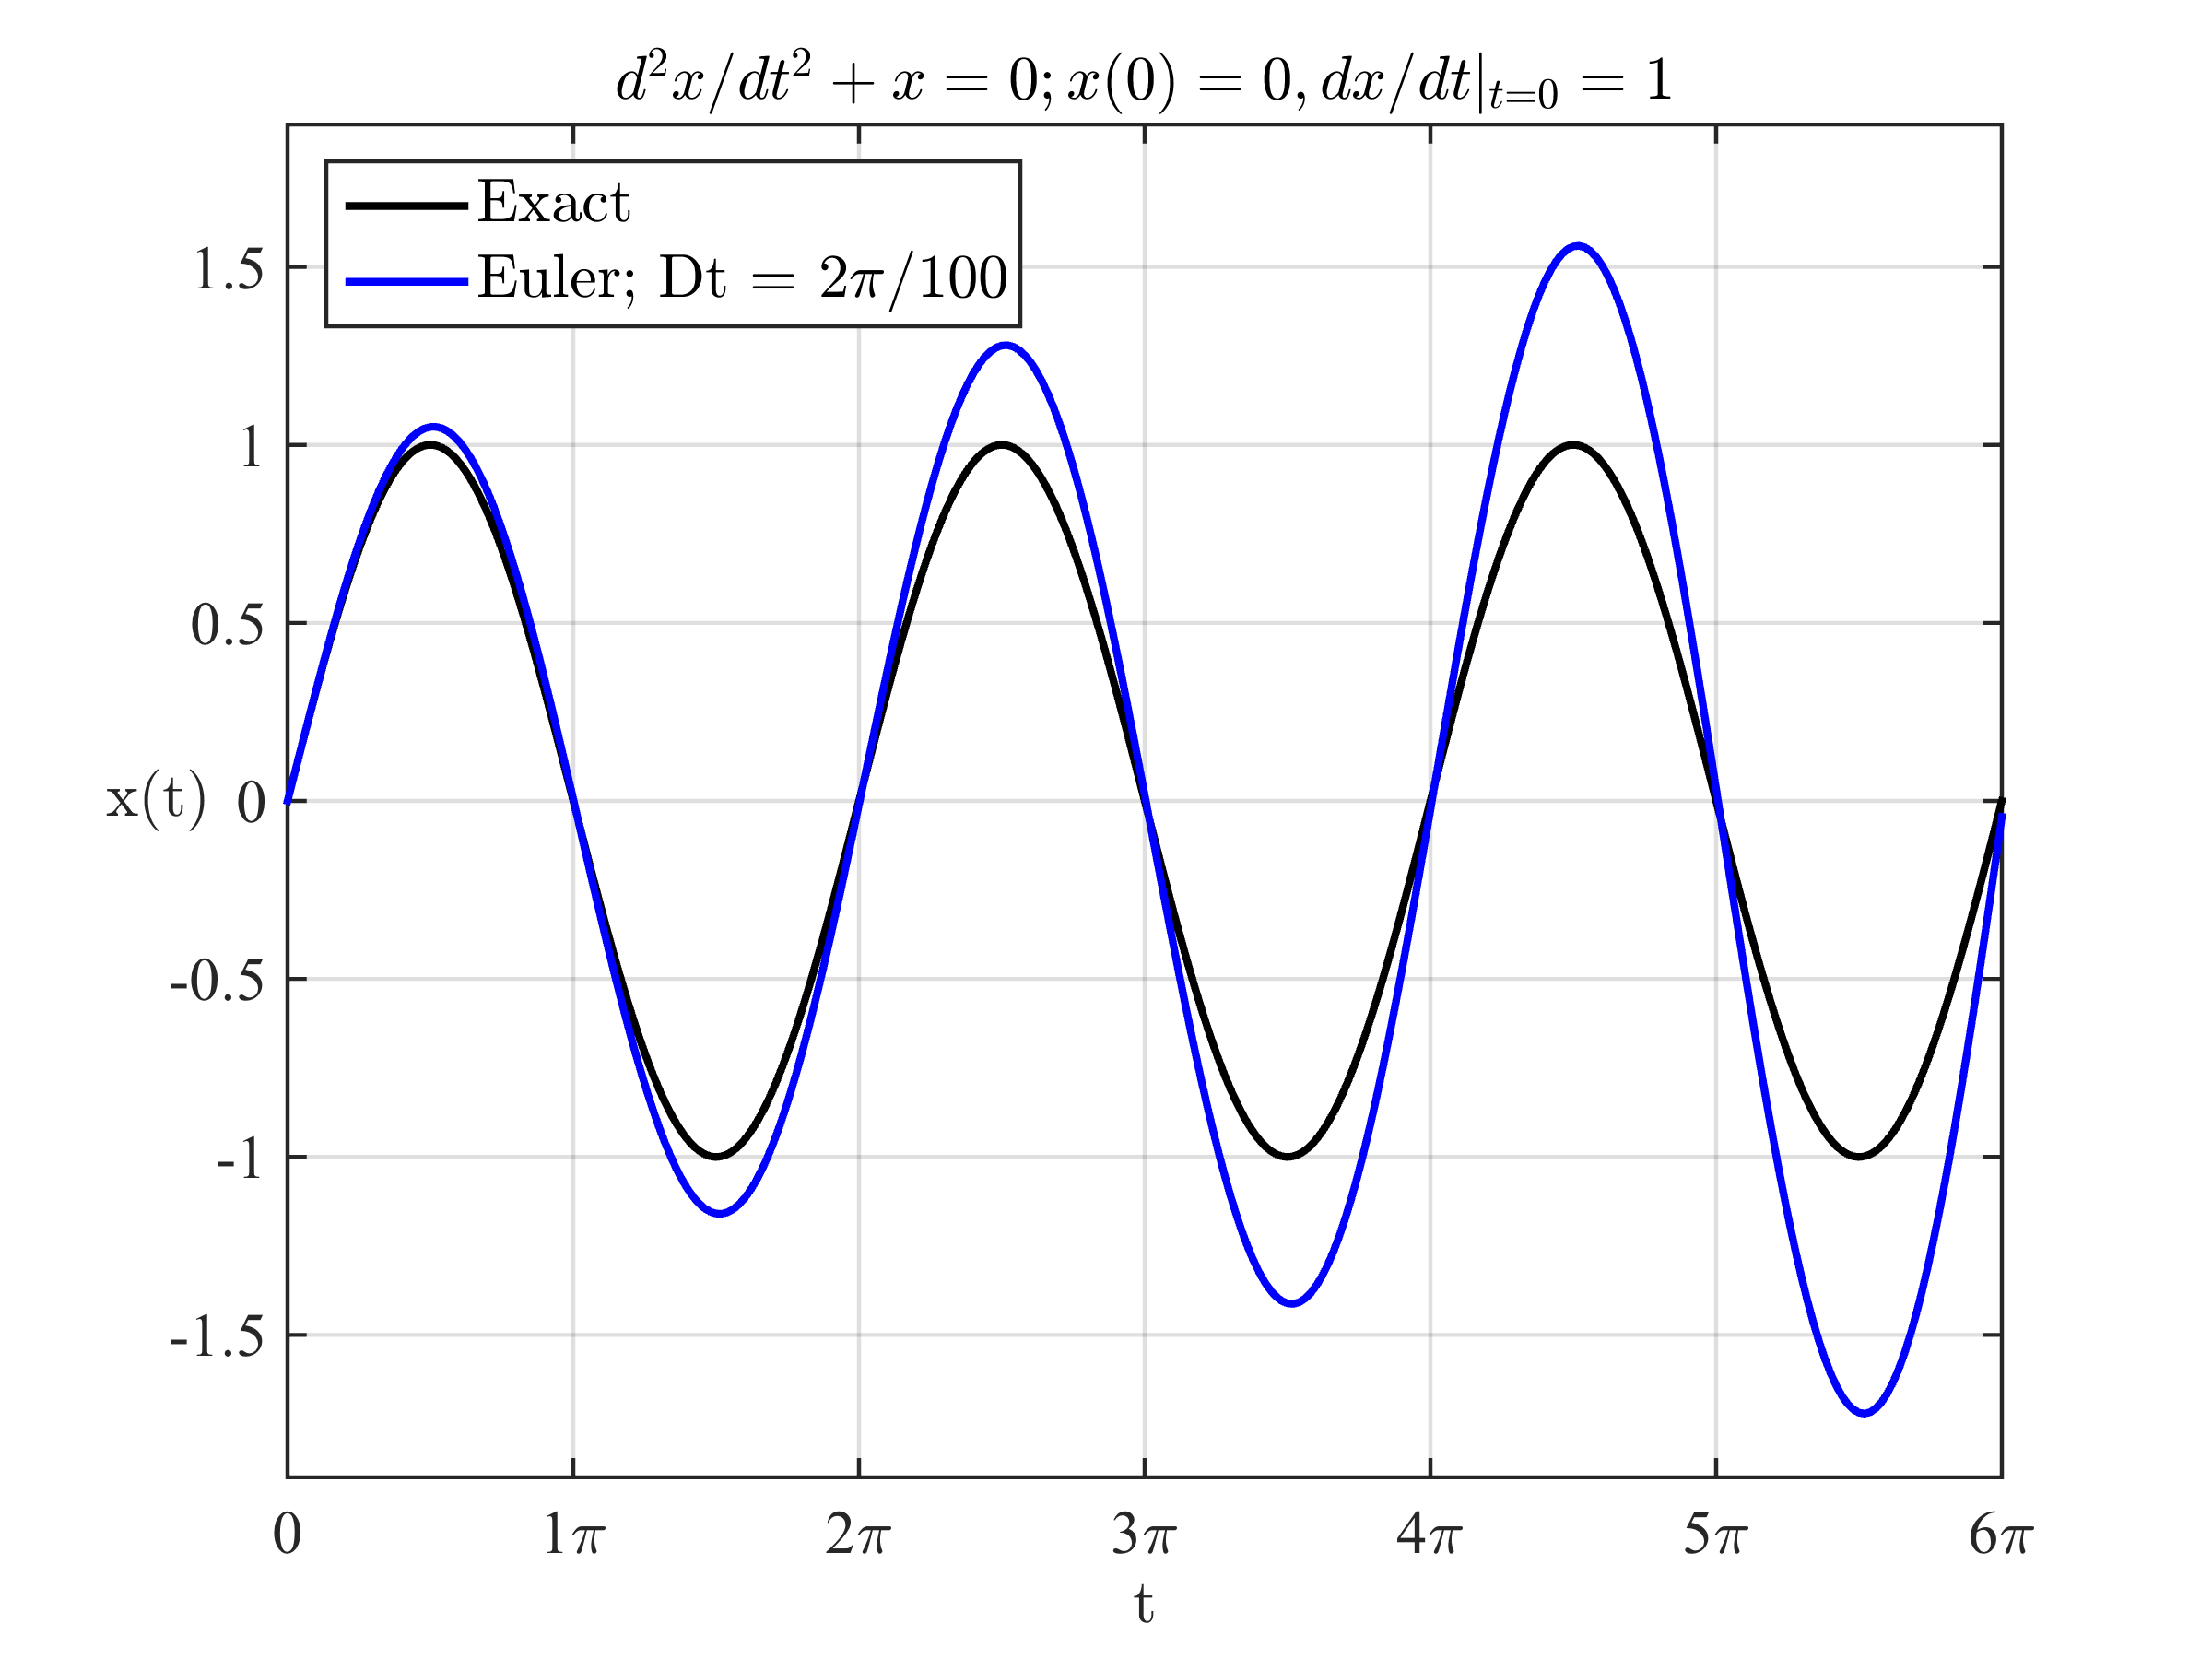 d²x/dt² + x = 0; x(0) = 0, dx/dt|t=0 = 1
Exact
Euler; Dt = 2π/100
1.5
1
0.5
x(t) 0
-0.5
-1
-1.5
0 1π 2π 3π 4π 5π 6π
t